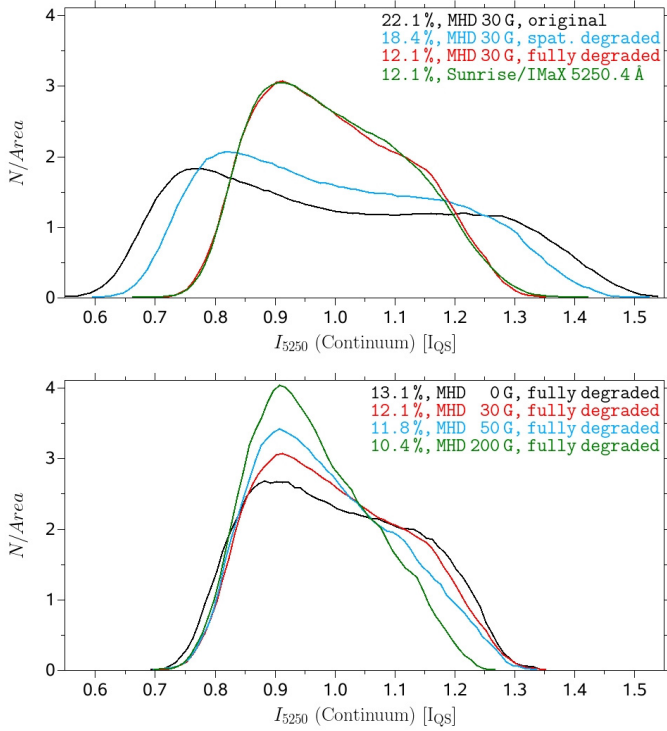 22.1%, MHD 30 G, original
18.4%, MHD 30 G, spat. degraded
12.1%, MHD 30 G, fully degraded
12.1%, Sunrise/IMaX 5250.4 Å
4
3
2
1
0
N/Area
0.6 0.7 0.8 0.9 1.0 1.1 1.2 1.3 1.4 1.5
I5250 (Continuum) [IQS]
13.1%, MHD 0 G, fully degraded
12.1%, MHD 30 G, fully degraded
11.8%, MHD 50 G, fully degraded
10.4%, MHD 200 G, fully degraded
4
3
2
1
0
N/Area
0.6 0.7 0.8 0.9 1.0 1.1 1.2 1.3 1.4 1.5
I5250 (Continuum) [IQS]